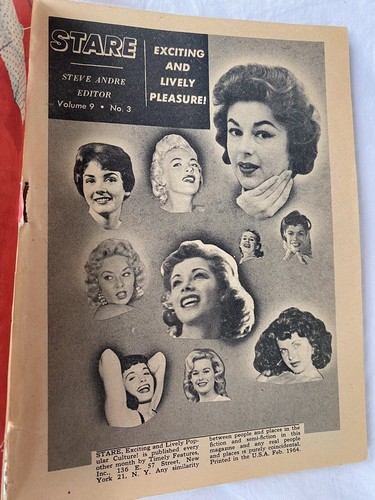 STARE
STEVE ANDRE
EDITOR
Volume 9 • No. 3
EXCITING
AND
LIVELY
PLEASURE!
STARE, Exciting and Lively Pop-
ular Culture! is published every
other month by Timely Features,
Inc., 136 E. 57 Street, New
York 21, N. Y. Any similarity
between people and places in the
fiction and semi-fiction in this
magazine and any real people
and places is purely coincidental.
Printed in the U.S.A. Feb. 1964.